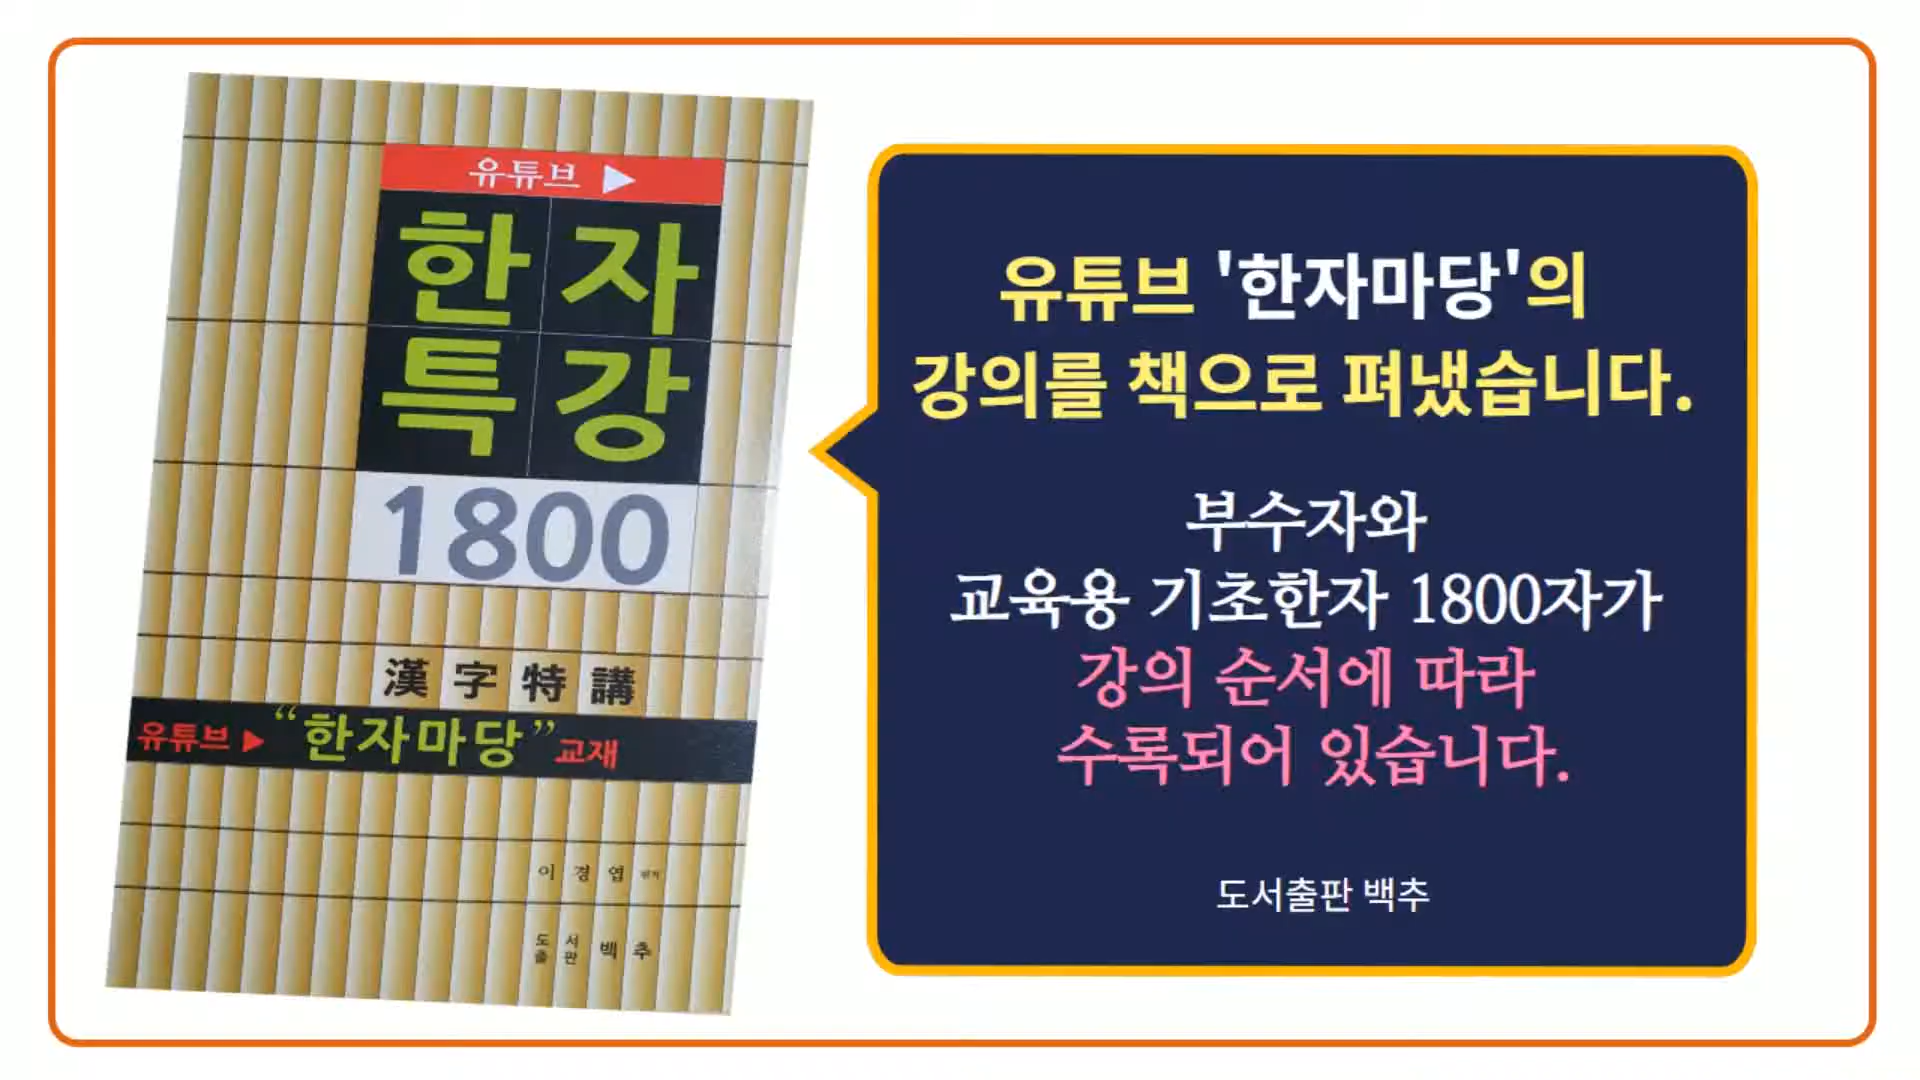 유튜브 ▶
한자
특강
1800
漢字特講
유튜브 ▶ “한자마당” 교재
이경엽 편저
도서출판 백추
유튜브 '한자마당'의
강의를 책으로 펴냈습니다.
부수자와
교육용 기초한자 1800자가
강의 순서에 따라
수록되어 있습니다.
도서출판 백추